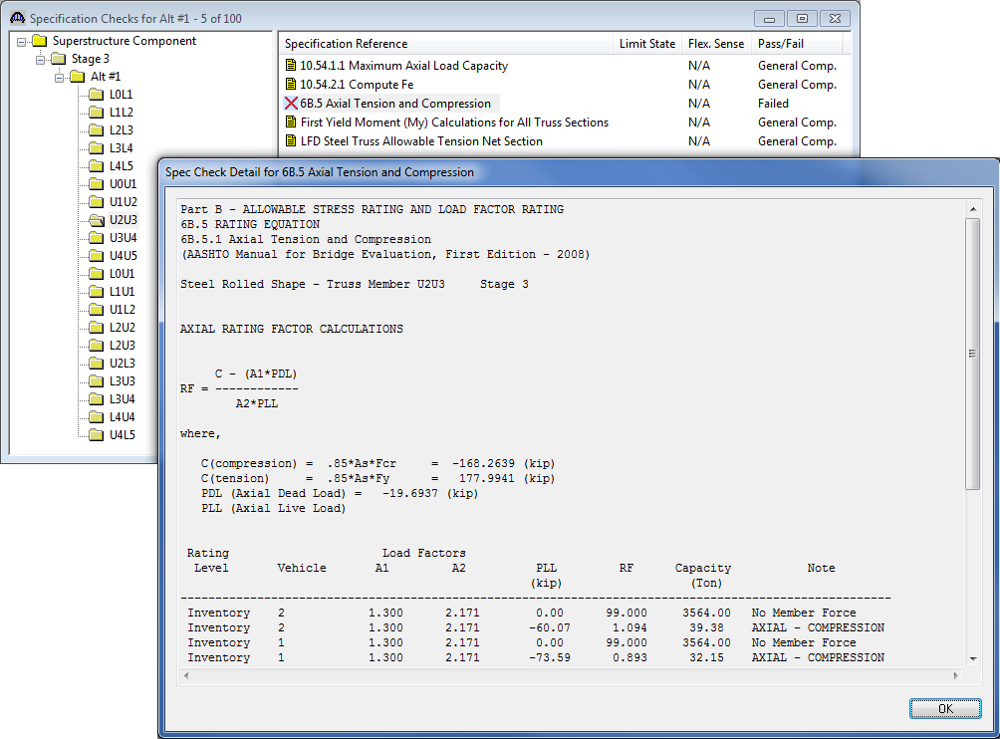 Specification Checks for Alt #1 - 5 of 100
Superstructure Component
Stage 3
Alt #1
L0L1
L1L2
L2L3
L3L4
L4L5
U0U1
U1U2
U2U3
U3U4
U4U5
L0U1
L1U1
U1L2
L2U2
L2U3
U2L3
L3U3
L3U4
L4U4
U4L5
Specification Reference Limit State Flex. Sense Pass/Fail
10.54.1.1 Maximum Axial Load Capacity N/A General Comp.
10.54.2.1 Compute Fe N/A General Comp.
6B.5 Axial Tension and Compression N/A Failed
First Yield Moment (My) Calculations for All Truss Sections N/A General Comp.
LFD Steel Truss Allowable Tension Net Section N/A General Comp.
Spec Check Detail for 6B.5 Axial Tension and Compression
Part B - ALLOWABLE STRESS RATING AND LOAD FACTOR RATING
6B.5 RATING EQUATION
6B.5.1 Axial Tension and Compression
(AASHTO Manual for Bridge Evaluation, First Edition - 2008)
Steel Rolled Shape - Truss Member U2U3 Stage 3
AXIAL RATING FACTOR CALCULATIONS
C - (A1*PDL)
RF = ------------
A2*PLL
where,
C(compression) = .85*As*Fcr = -168.2639 (kip)
C(tension) = .85*As*Fy = 177.9941 (kip)
PDL (Axial Dead Load) = -19.6937 (kip)
PLL (Axial Live Load)
Rating Load Factors
Level Vehicle A1 A2 PLL RF Capacity Note
(kip) (Ton)
Inventory 2 1.300 2.171 0.00 99.000 3564.00 No Member Force
Inventory 2 1.300 2.171 -60.07 1.094 39.38 AXIAL - COMPRESSION
Inventory 1 1.300 2.171 0.00 99.000 3564.00 No Member Force
Inventory 1 1.300 2.171 -73.59 0.893 32.15 AXIAL - COMPRESSION
OK